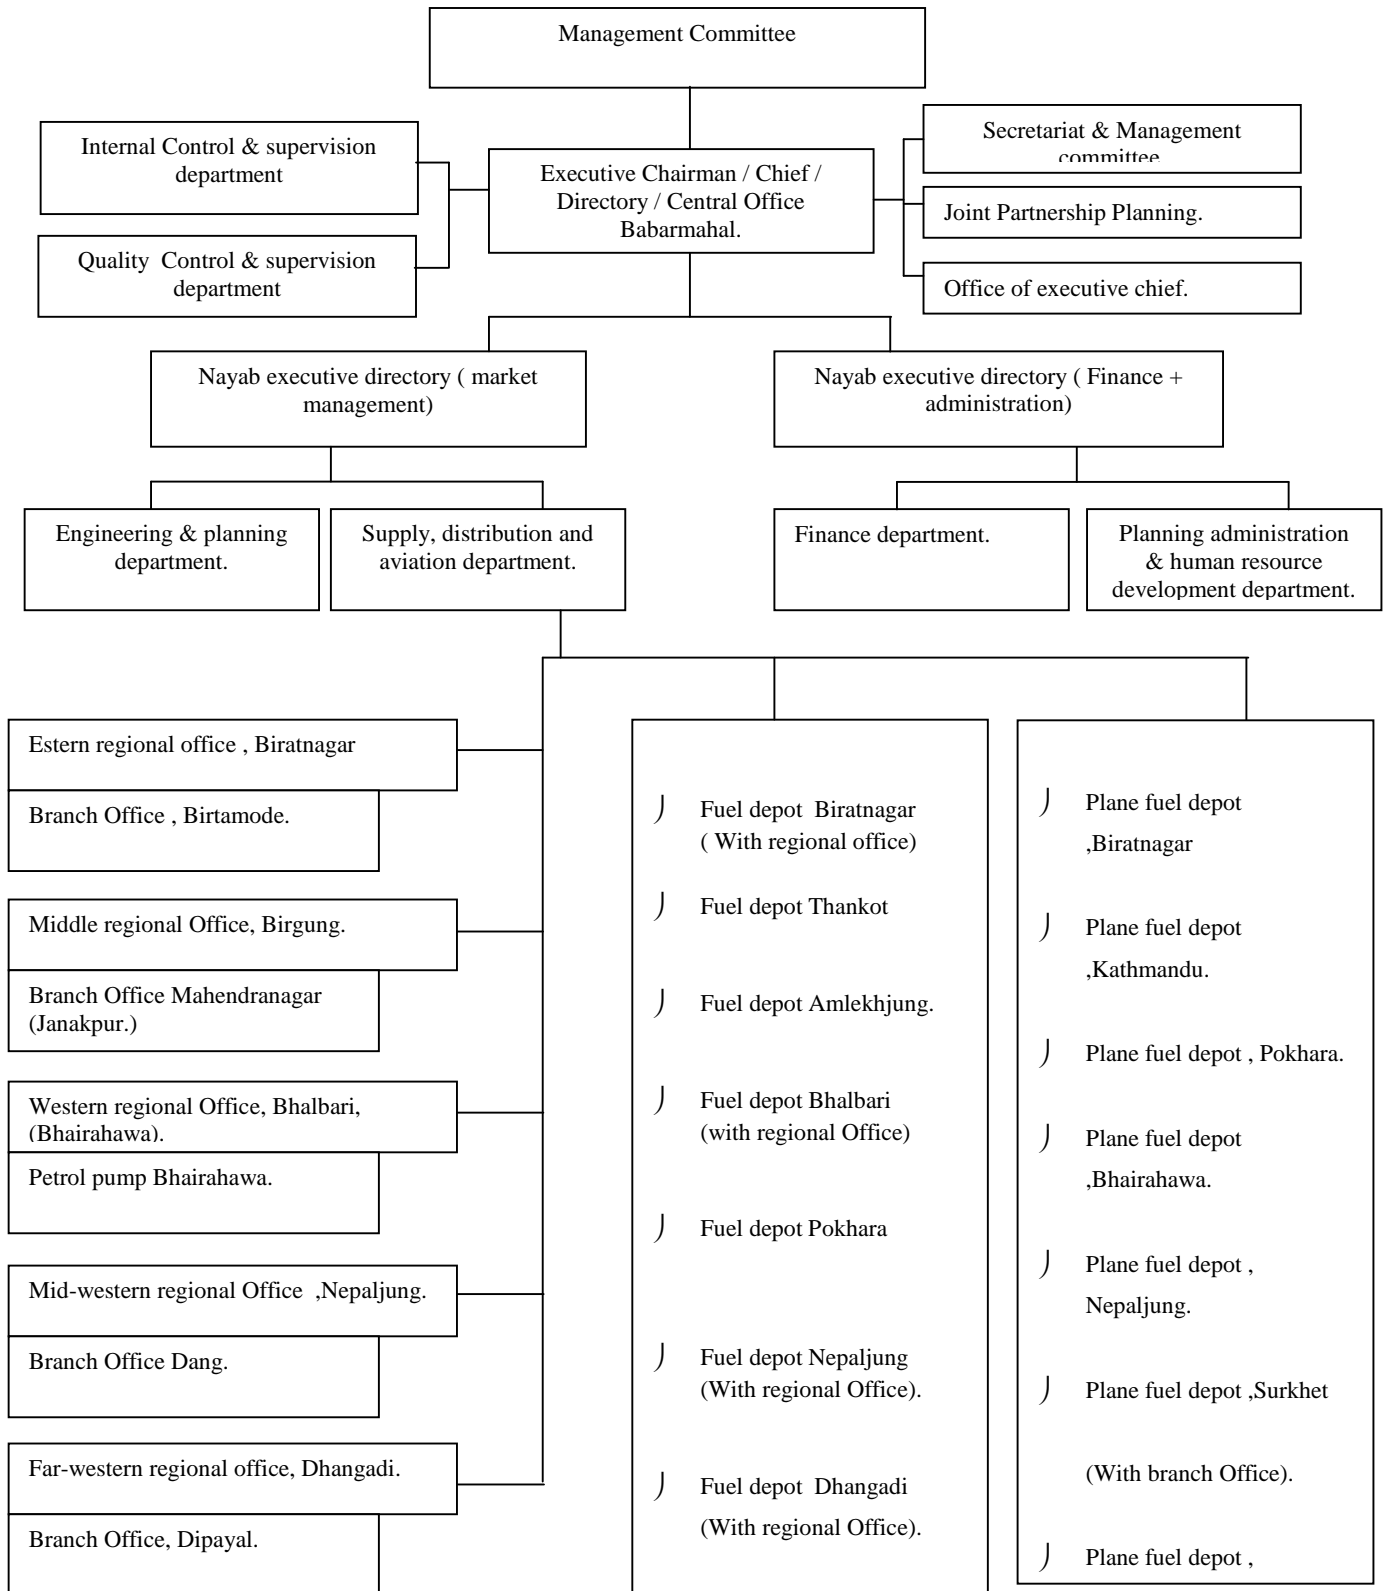 Management Committee
Internal Control & supervision
department
Quality Control & supervision
department
Executive Chairman / Chief /
Directory / Central Office
Babarmahal.
Secretariat & Management
committee
Joint Partnership Planning.
Office of executive chief.
Nayab executive directory ( market
management)
Nayab executive directory ( Finance +
administration)
Engineering & planning
department.
Supply, distribution and
aviation department.
Finance department.
Planning administration
& human resource
development department.
Estern regional office , Biratnagar
Branch Office , Birtamode.
Middle regional Office, Birgung.
Branch Office Mahendranagar
(Janakpur.)
Western regional Office, Bhalbari,
(Bhairahawa).
Petrol pump Bhairahawa.
Mid-western regional Office ,Nepaljung.
Branch Office Dang.
Far-western regional office, Dhangadi.
Branch Office, Dipayal.
Fuel depot Biratnagar
( With regional office)
Fuel depot Thankot
Fuel depot Amlekhjung.
Fuel depot Bhalbari
(with regional Office)
Fuel depot Pokhara
Fuel depot Nepaljung
(With regional Office).
Fuel depot Dhangadi
(With regional Office).
Plane fuel depot
,Biratnagar
Plane fuel depot
,Kathmandu.
Plane fuel depot , Pokhara.
Plane fuel depot
,Bhairahawa.
Plane fuel depot ,
Nepaljung.
Plane fuel depot ,Surkhet
(With branch Office).
Plane fuel depot ,